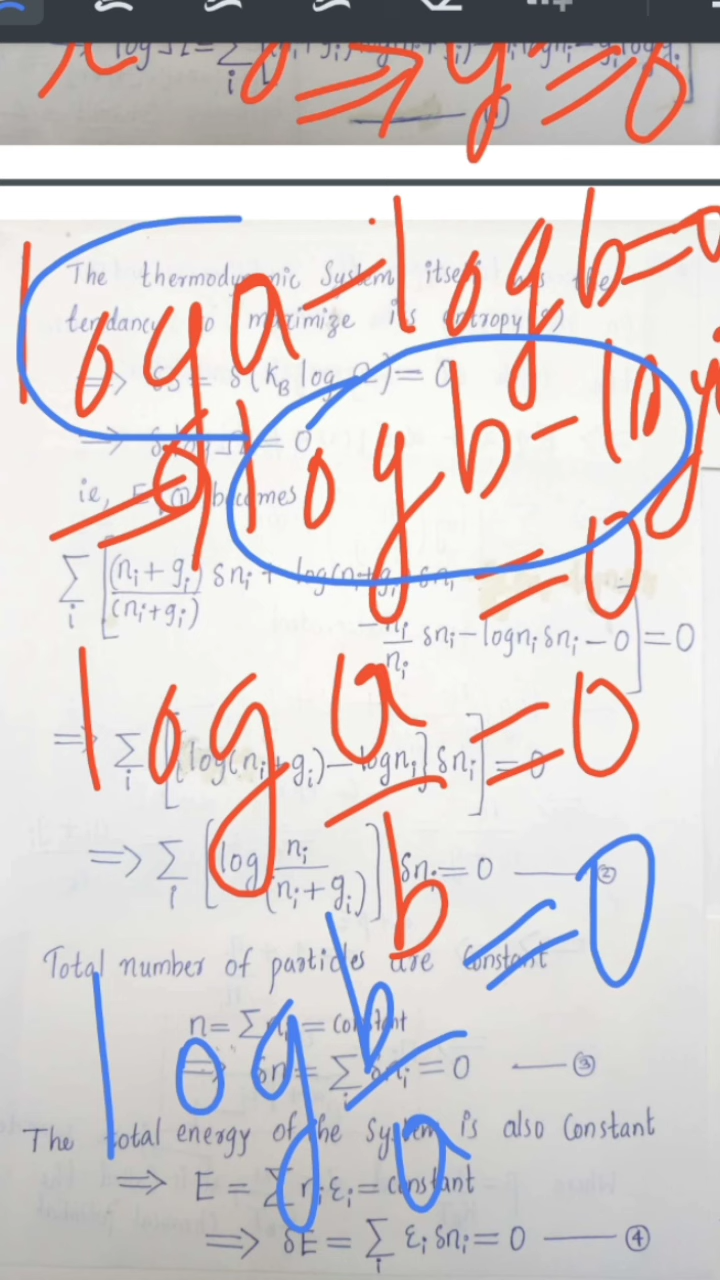 log Ω = Σ
i
x y ⇒ y = 0
①
log a - log b = 0
The thermodynamic System itself has the
tendancy to maximize its entropy (S)
⇒ δS = δ(K_B log Ω) = 0
⇒ δ log Ω = 0
⇒ log b - log
= 0
ie, Eq ① becomes
Σ_i [ (n_i + g_i)/(n_i + g_i) δn_i + log(n_i + g_i) δn_i
- n_i/n_i δn_i - log n_i δn_i - 0 ] = 0
log a/b = 0
⇒ Σ_i [ {log(n_i + g_i) - log n_i} δn_i ] = 0
⇒ Σ_i [ log n_i/(n_i + g_i) ] δn_i = 0 —— ②
log b/a = 0
Total number of particles are Constant
n = Σ n_i = constant
⇒ δn = Σ_i δn_i = 0 —— ③
The total energy of the System is also Constant
⇒ E = Σ n_i ε_i = constant
⇒ δE = Σ_i ε_i δn_i = 0 —— ④